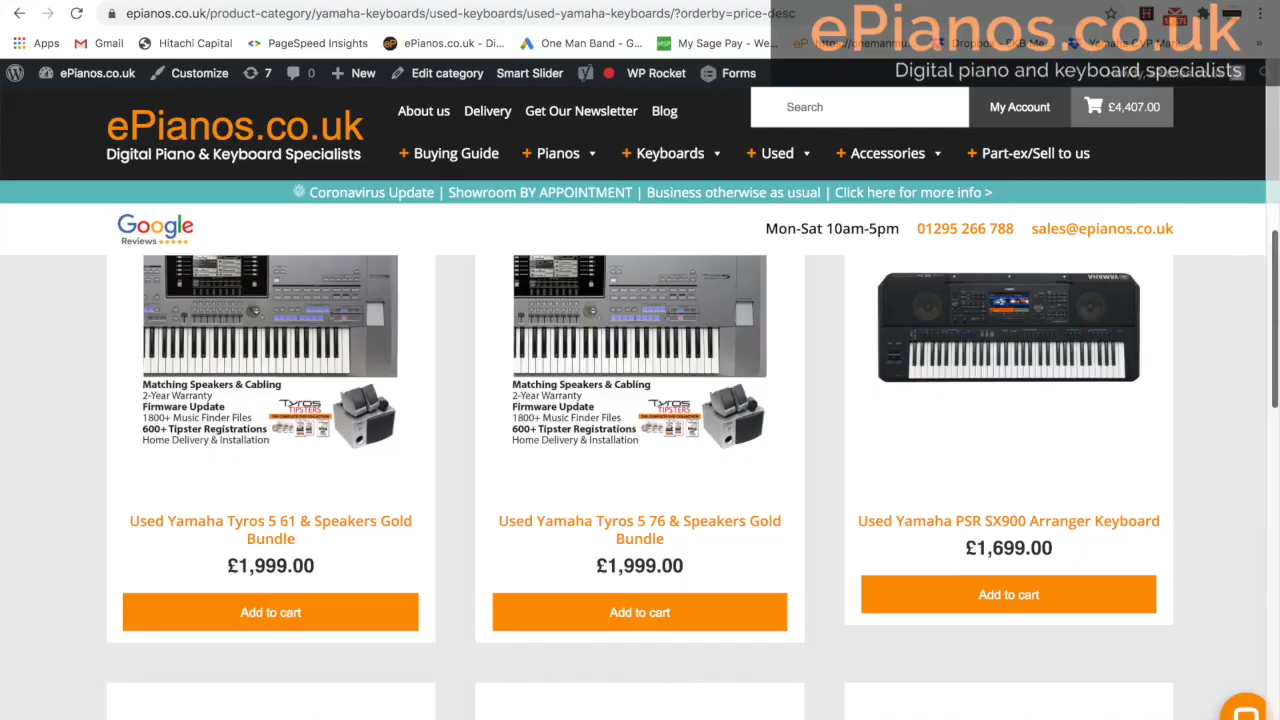 epianos.co.uk/product-category/yamaha-keyboards/used-keyboards/used-yamaha-keyboards/?orderby=price-desc
ePianos.co.uk
Digital piano and keyboard specialists
Apps
Gmail
Hitachi Capital
PageSpeed Insights
ePianos.co.uk - Di...
One Man Band - G...
My Sage Pay - We...
ePianos.co.uk
Customize
7
0
New
Edit category
Smart Slider
WP Rocket
Forms
ePianos.co.uk
Digital Piano & Keyboard Specialists
About us
Delivery
Get Our Newsletter
Blog
Search
My Account
£4,407.00
+ Buying Guide
+ Pianos
+ Keyboards
+ Used
+ Accessories
+ Part-ex/Sell to us
Coronavirus Update | Showroom BY APPOINTMENT | Business otherwise as usual | Click here for more info >
Google
Reviews
Mon-Sat 10am-5pm
01295 266 788
sales@epianos.co.uk
Matching Speakers & Cabling
2-Year Warranty
Firmware Update
1800+ Music Finder Files
600+ Tipster Registrations
Home Delivery & Installation
Tyros
TIPSTERS
Used Yamaha Tyros 5 61 & Speakers Gold
Bundle
£1,999.00
Add to cart
Matching Speakers & Cabling
2-Year Warranty
Firmware Update
1800+ Music Finder Files
600+ Tipster Registrations
Home Delivery & Installation
Tyros
TIPSTERS
Used Yamaha Tyros 5 76 & Speakers Gold
Bundle
£1,999.00
Add to cart
YAMAHA
Used Yamaha PSR SX900 Arranger Keyboard
£1,699.00
Add to cart